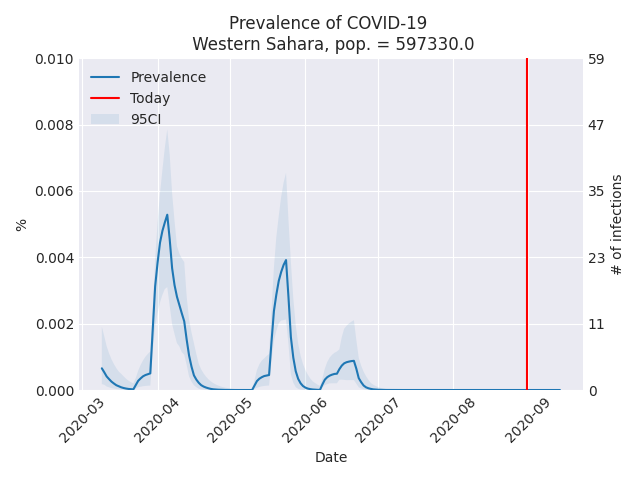 Prevalence of COVID-19
Western Sahara, pop. = 597330.0
Prevalence
Today
95CI
0.010
0.008
0.006
0.004
0.002
0.000
%
59
47
35
23
11
0
# of infections
2020-03
2020-04
2020-05
2020-06
2020-07
2020-08
2020-09
Date